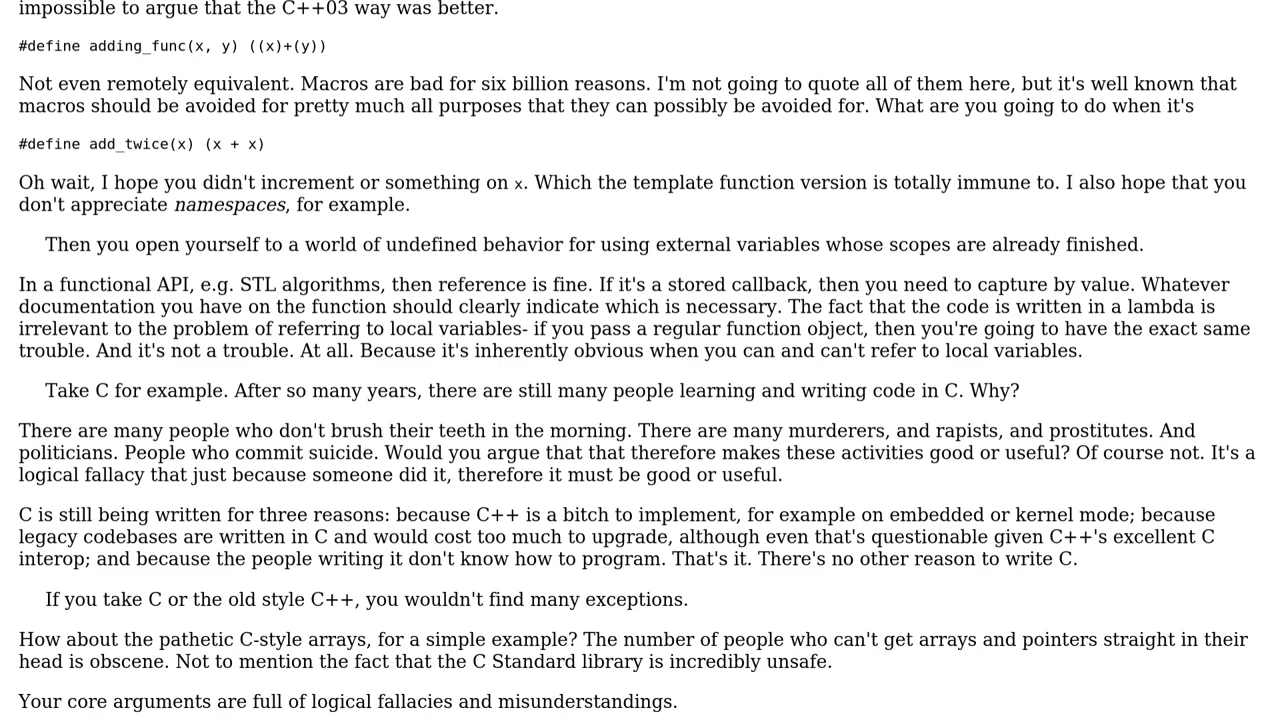 impossible to argue that the C++03 way was better.
#define adding_func(x, y) ((x)+(y))
Not even remotely equivalent. Macros are bad for six billion reasons. I'm not going to quote all of them here, but it's well known that
macros should be avoided for pretty much all purposes that they can possibly be avoided for. What are you going to do when it's
#define add_twice(x) (x + x)
Oh wait, I hope you didn't increment or something on x. Which the template function version is totally immune to. I also hope that you
don't appreciate namespaces, for example.
Then you open yourself to a world of undefined behavior for using external variables whose scopes are already finished.
In a functional API, e.g. STL algorithms, then reference is fine. If it's a stored callback, then you need to capture by value. Whatever
documentation you have on the function should clearly indicate which is necessary. The fact that the code is written in a lambda is
irrelevant to the problem of referring to local variables- if you pass a regular function object, then you're going to have the exact same
trouble. And it's not a trouble. At all. Because it's inherently obvious when you can and can't refer to local variables.
Take C for example. After so many years, there are still many people learning and writing code in C. Why?
There are many people who don't brush their teeth in the morning. There are many murderers, and rapists, and prostitutes. And
politicians. People who commit suicide. Would you argue that that therefore makes these activities good or useful? Of course not. It's a
logical fallacy that just because someone did it, therefore it must be good or useful.
C is still being written for three reasons: because C++ is a bitch to implement, for example on embedded or kernel mode; because
legacy codebases are written in C and would cost too much to upgrade, although even that's questionable given C++'s excellent C
interop; and because the people writing it don't know how to program. That's it. There's no other reason to write C.
If you take C or the old style C++, you wouldn't find many exceptions.
How about the pathetic C-style arrays, for a simple example? The number of people who can't get arrays and pointers straight in their
head is obscene. Not to mention the fact that the C Standard library is incredibly unsafe.
Your core arguments are full of logical fallacies and misunderstandings.